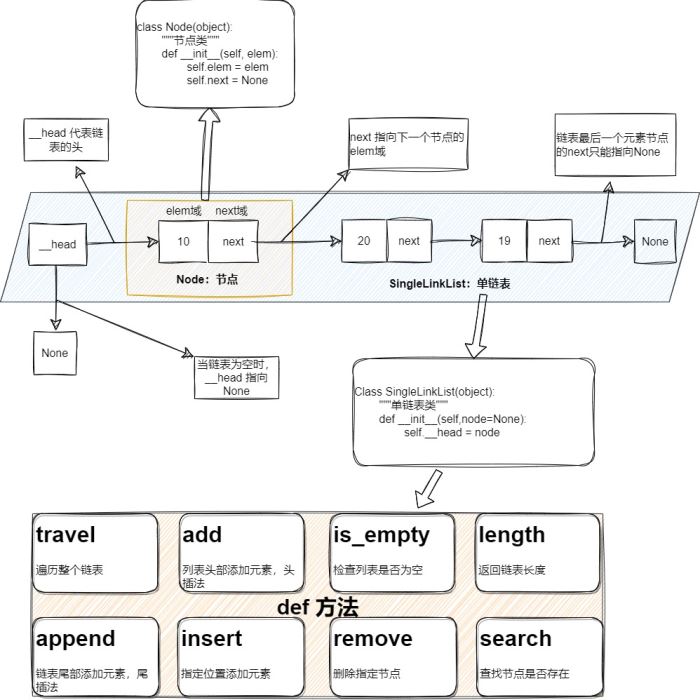 class Node(object):
"""节点类"""
def __init__(self, elem):
self.elem = elem
self.next = None
__head 代表链
表的头
next 指向下一个节点的
elem域
链表最后一个元素节点
的next只能指向None
elem域 next域
__head
10 next
20 next
19 next
None
Node：节点
SingleLinkList：单链表
None
当链表为空时，
__head 指向
None
Class SingleLinkList(object):
"""单链表类"""
def __init__(self,node=None):
self.__head = node
travel
遍历整个链表
add
列表头部添加元素，头
插法
is_empty
检查列表是否为空
length
返回链表长度
def 方法
append
链表尾部添加元素，尾
插法
insert
指定位置添加元素
remove
删除指定节点
search
查找节点是否存在